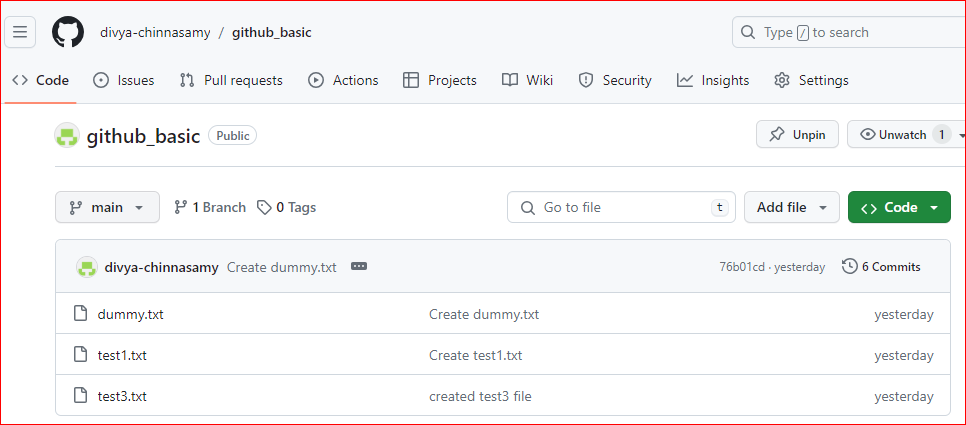 divya-chinnasamy / github_basic Type / to search
Code Issues Pull requests Actions Projects Wiki Security Insights Settings
github_basic Public Unpin Unwatch 1
main 1 Branch 0 Tags Go to file t Add file Code
divya-chinnasamy Create dummy.txt 76b01cd · yesterday 6 Commits
dummy.txt Create dummy.txt yesterday
test1.txt Create test1.txt yesterday
test3.txt created test3 file yesterday